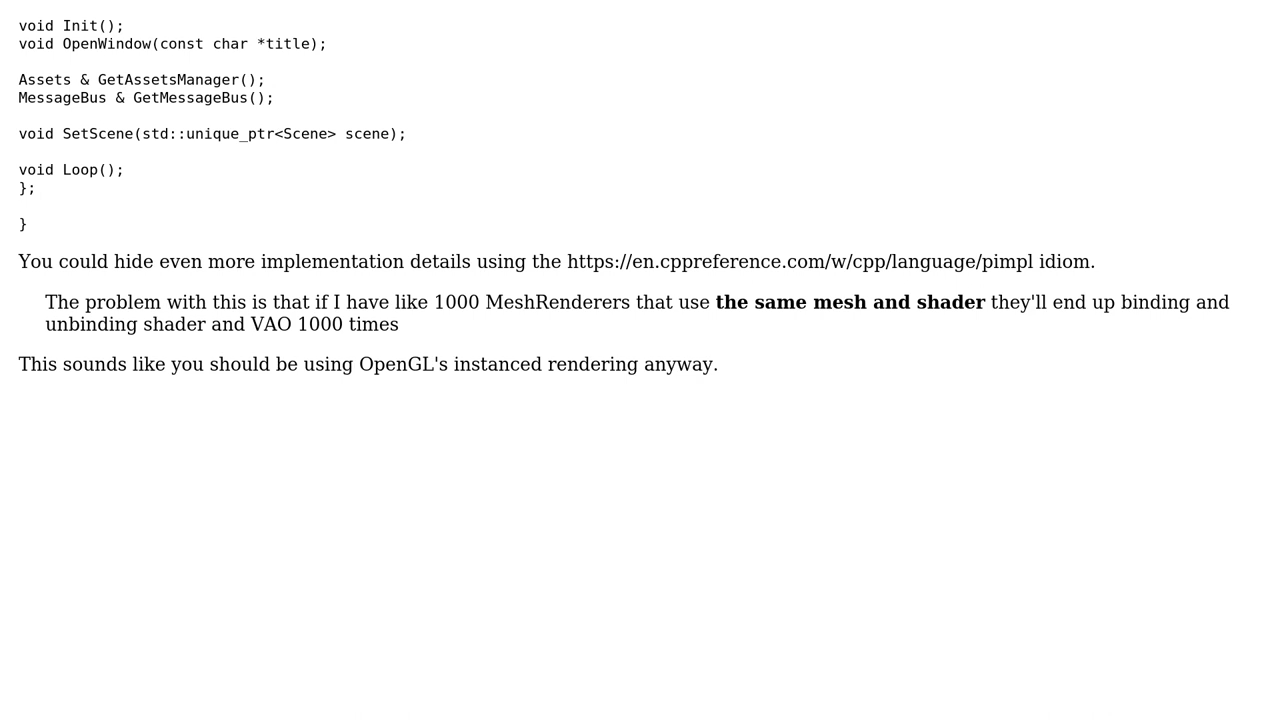 void Init();
void OpenWindow(const char *title);
Assets & GetAssetsManager();
MessageBus & GetMessageBus();
void SetScene(std::unique_ptr<Scene> scene);
void Loop();
};
}
You could hide even more implementation details using the https://en.cppreference.com/w/cpp/language/pimpl idiom.
The problem with this is that if I have like 1000 MeshRenderers that use the same mesh and shader they'll end up binding and
unbinding shader and VAO 1000 times
This sounds like you should be using OpenGL's instanced rendering anyway.